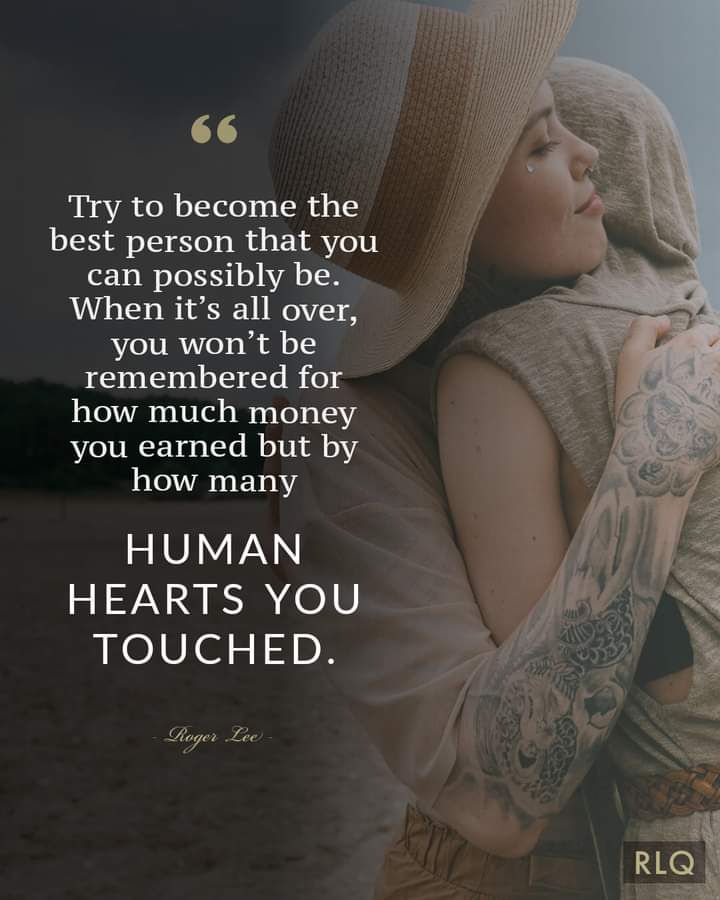 “
Try to become the
best person that you
can possibly be.
When it’s all over,
you won’t be
remembered for
how much money
you earned but by
how many
HUMAN
HEARTS YOU
TOUCHED.
- Roger Lee -
RLQ